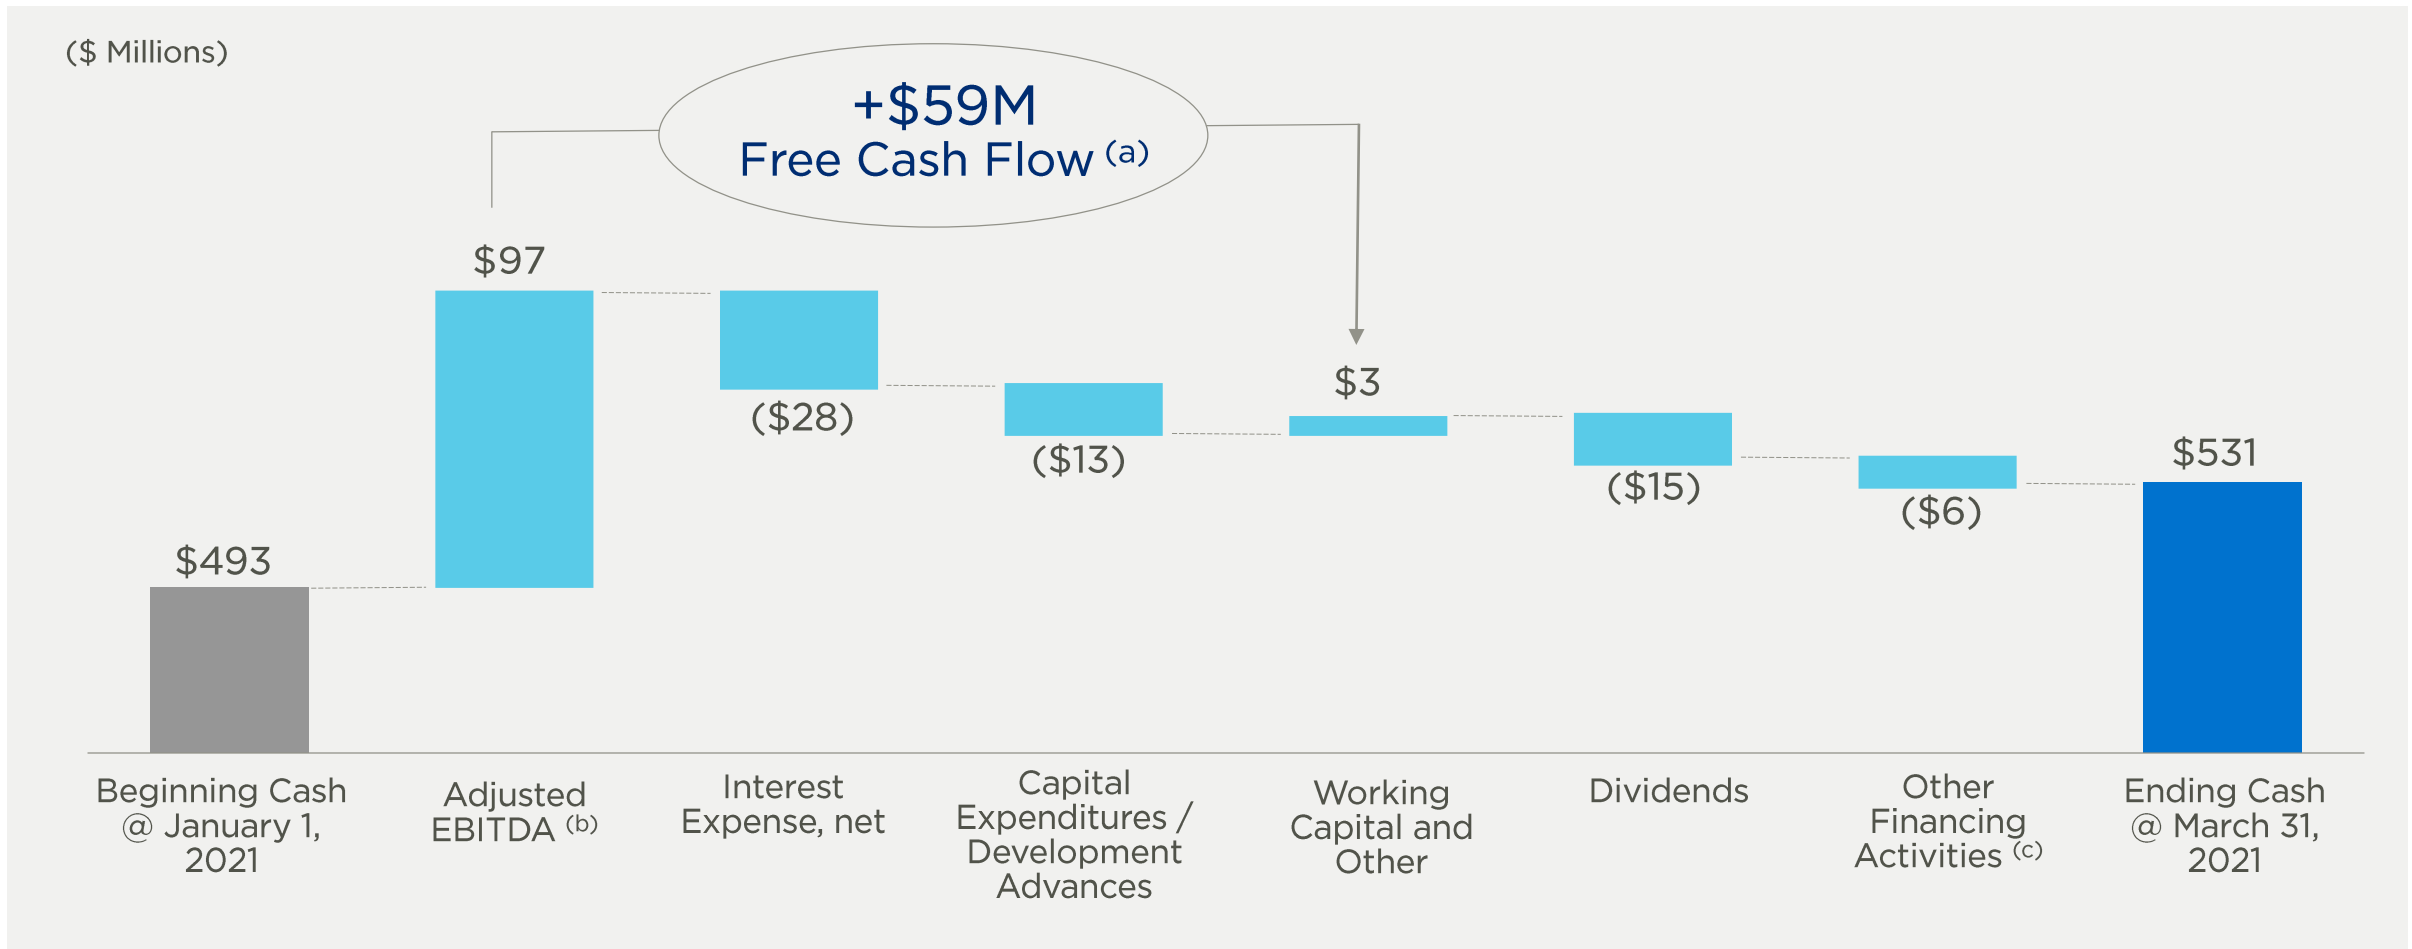 ($ Millions)
+$59M
Free Cash Flow (a)
$97
$3
($28)
($13)
($15)
($6)
$531
$493
Beginning Cash
@ January 1,
2021
Adjusted
EBITDA (b)
Interest
Expense, net
Capital
Expenditures /
Development
Advances
Working
Capital and
Other
Dividends
Other
Financing
Activities (c)
Ending Cash
@ March 31,
2021